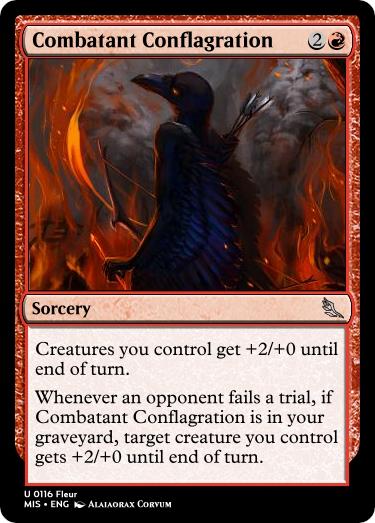 Combatant Conflagration 2
Sorcery
Creatures you control get +2/+0 until
end of turn.
Whenever an opponent fails a trial, if
Combatant Conflagration is in your
graveyard, target creature you control
gets +2/+0 until end of turn.
U 0116 Fleur
MIS • ENG Alaiaorax Corvum